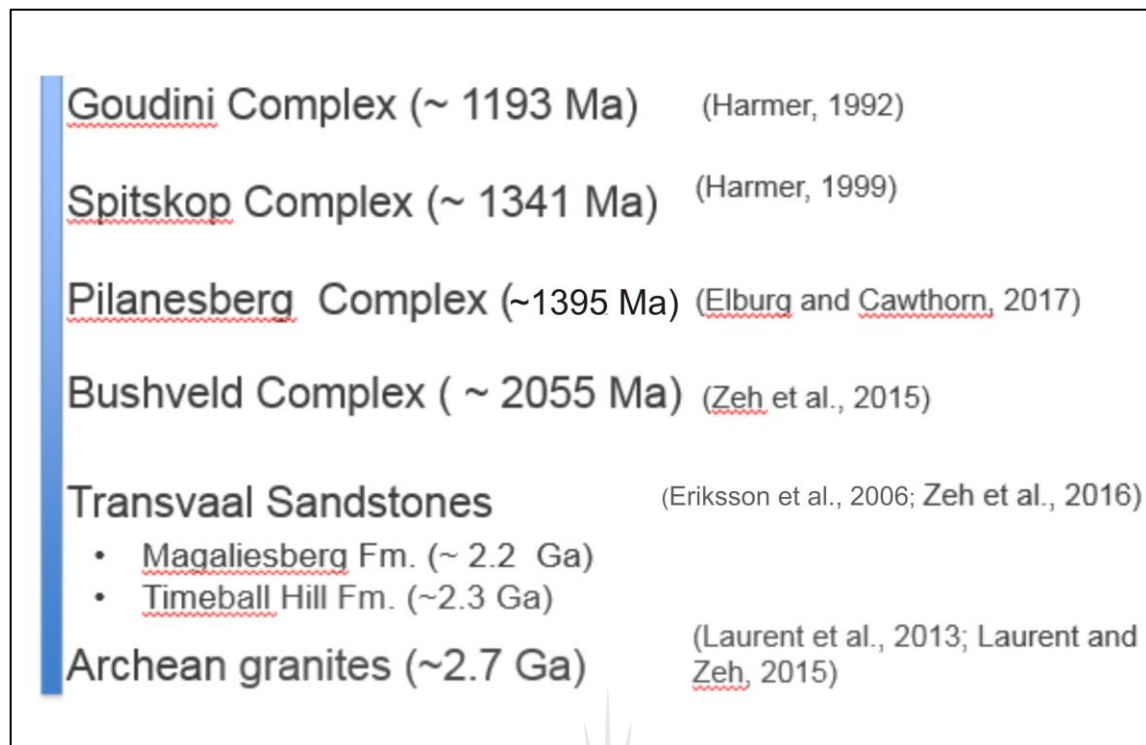 Goudini Complex (~ 1193 Ma) (Harmer, 1992)
Spitskop Complex (~ 1341 Ma) (Harmer, 1999)
Pilanesberg Complex (~1395 Ma) (Elburg and Cawthorn, 2017)
Bushveld Complex ( ~ 2055 Ma) (Zeh et al., 2015)
Transvaal Sandstones (Eriksson et al., 2006; Zeh et al., 2016)
• Magaliesberg Fm. (~ 2.2 Ga)
• Timeball Hill Fm. (~2.3 Ga)
Archean granites (~2.7 Ga) (Laurent et al., 2013; Laurent and
Zeh, 2015)